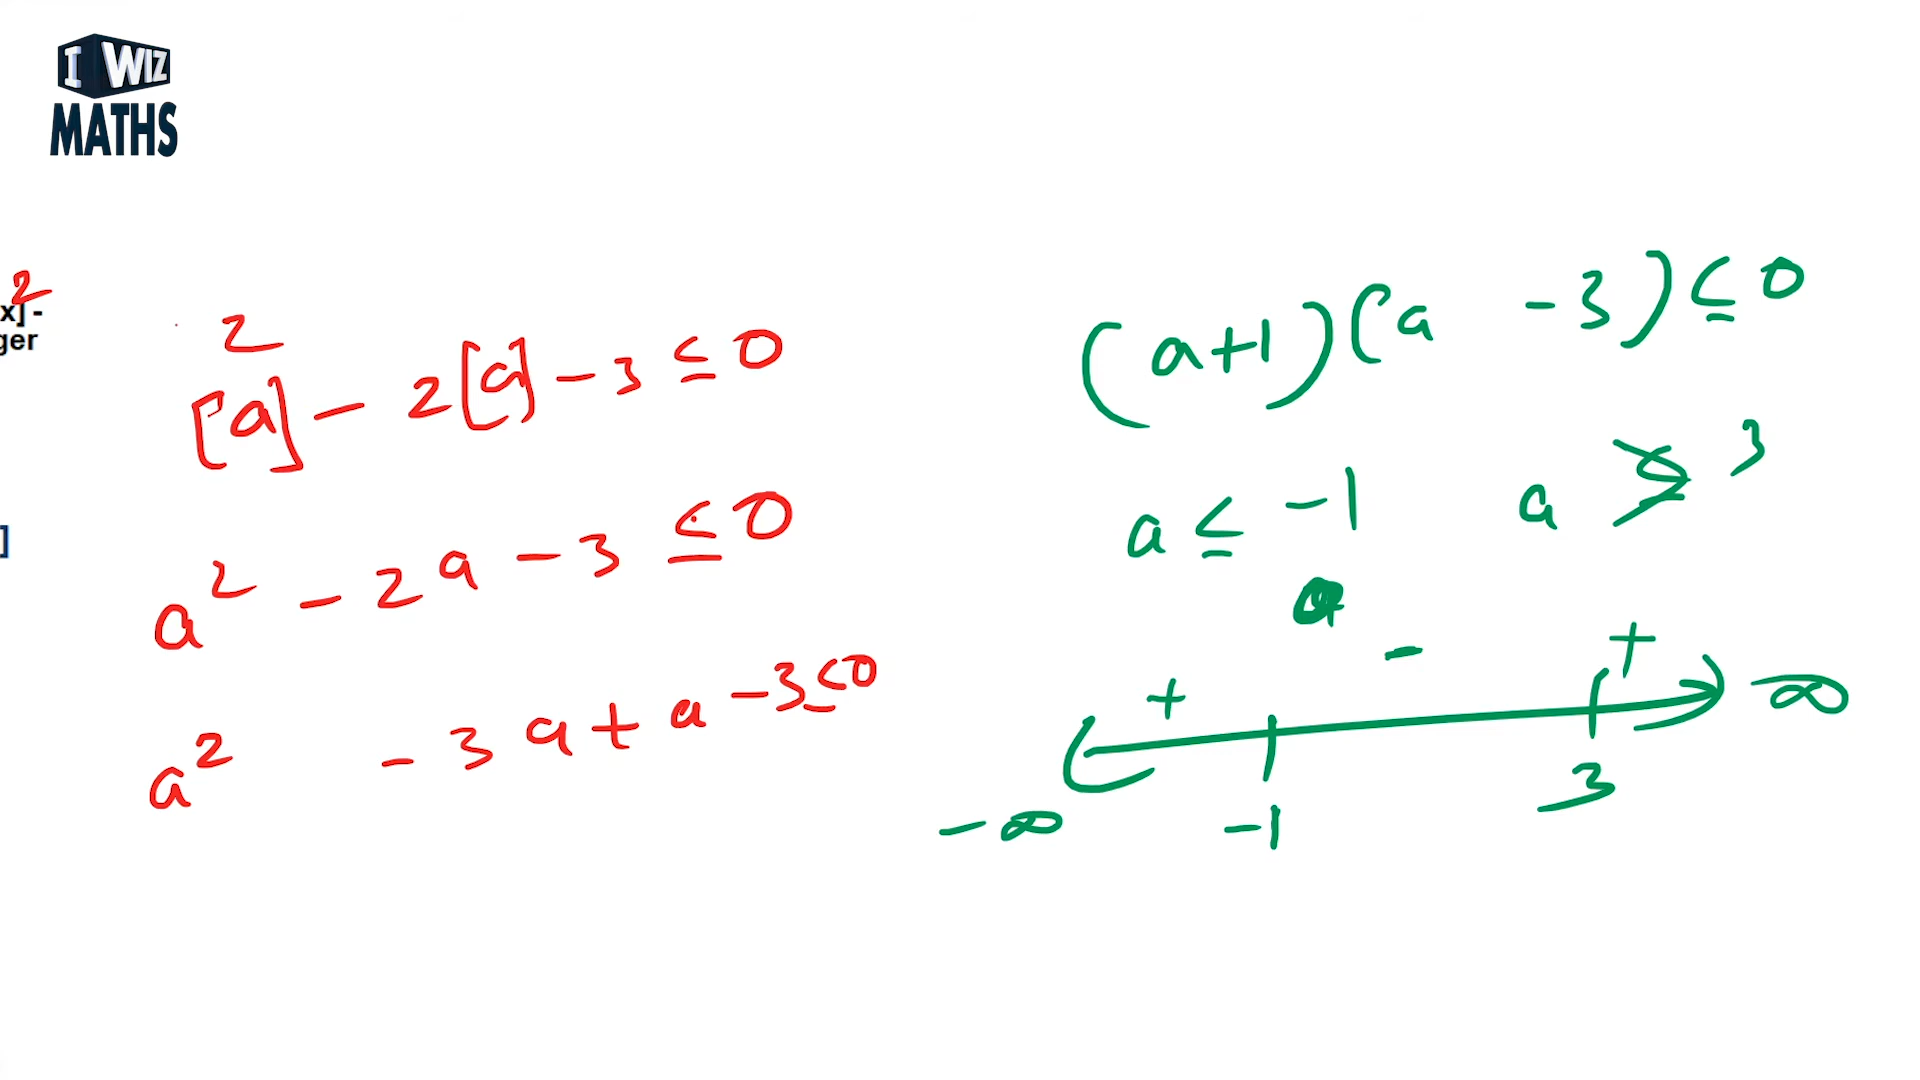 I WIZ
MATHS
x]² -
ger
]
[a]² - 2[a] - 3 ≤ 0
a² - 2a - 3 ≤ 0
a² - 3a + a - 3 ≤ 0
(a+1)(a - 3) ≤ 0
a ≤ -1 a 3
+ - +
-∞ -1 3 ∞